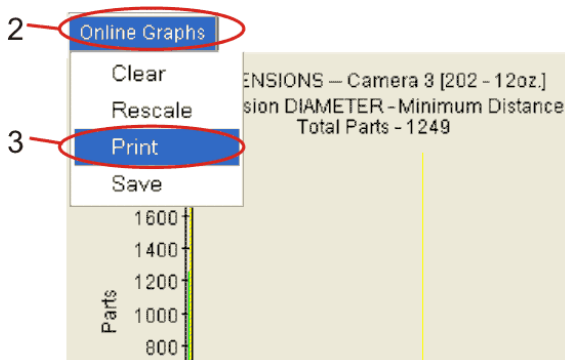 2
Online Graphs
Clear
Rescale
3
Print
Save
ENSIONS -- Camera 3 [202 - 12oz.]
sion DIAMETER - Minimum Distance
Total Parts - 1249
1600
1400
1200
1000
800
Parts